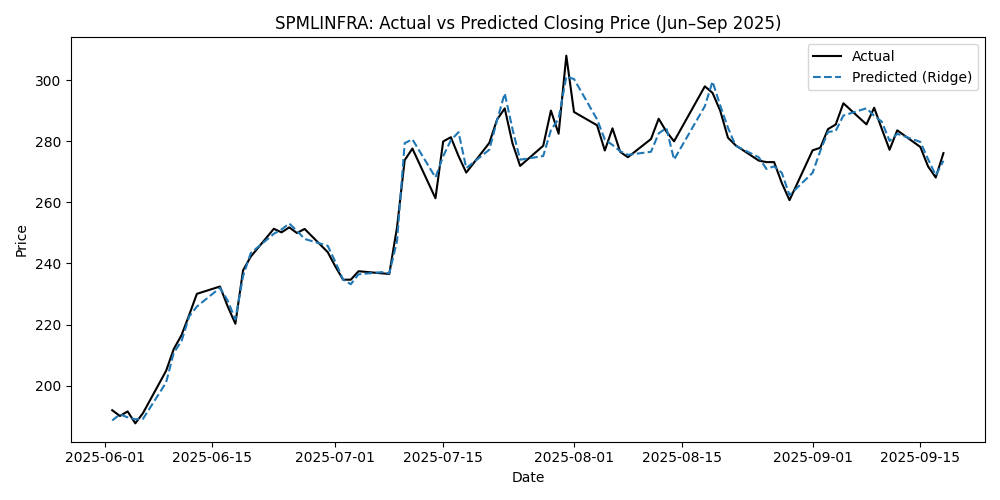 SPMLINFRA: Actual vs Predicted Closing Price (Jun–Sep 2025)
Actual
Predicted (Ridge)
Price
300
280
260
240
220
200
2025-06-01 2025-06-15 2025-07-01 2025-07-15 2025-08-01 2025-08-15 2025-09-01 2025-09-15
Date